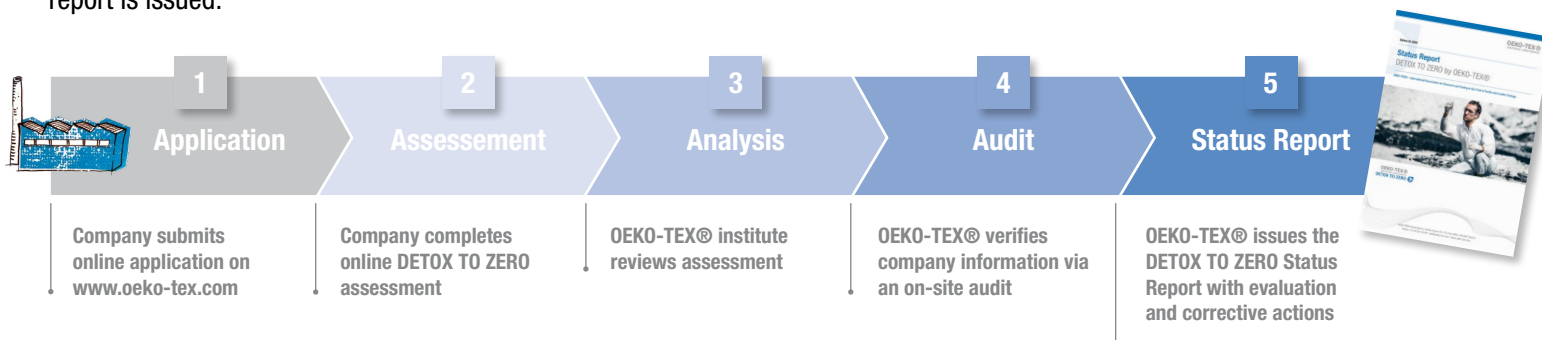 report is issued.
1
Application
2
Assessement
3
Analysis
4
Audit
5
Status Report
Company submits
online application on
www.oeko-tex.com
Company completes
online DETOX TO ZERO
assessment
OEKO-TEX® institute
reviews assessment
OEKO-TEX® verifies
company information via
an on-site audit
OEKO-TEX® issues the
DETOX TO ZERO Status
Report with evaluation
and corrective actions
OEKO-TEX®
Status Report
DETOX TO ZERO by OEKO-TEX®
OEKO-TEX®
DETOX TO ZERO